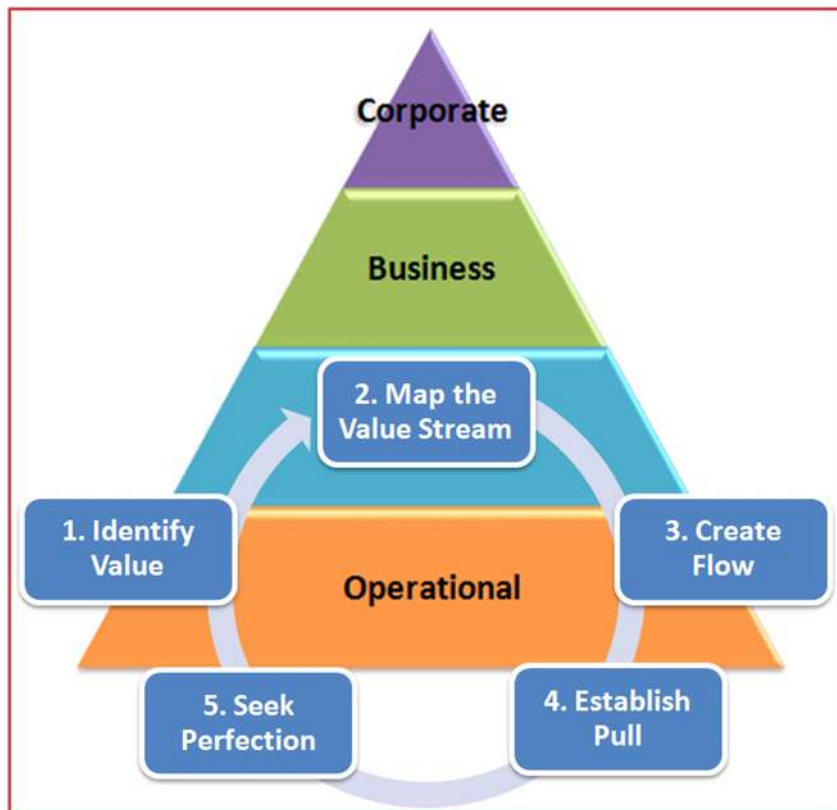 Corporate
Business
2. Map the
Value Stream
1. Identify
Value
3. Create
Flow
Operational
5. Seek
Perfection
4. Establish
Pull